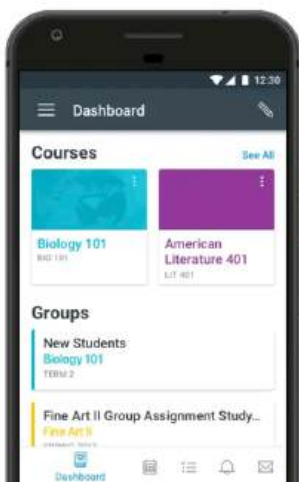 12:30
Dashboard
Courses
See All
Biology 101
BIO 101
American
Literature 401
LIT 401
Groups
New Students
Biology 101
TERM 2
Fine Art II Group Assignment Study...
Fine Art II
Dashboard